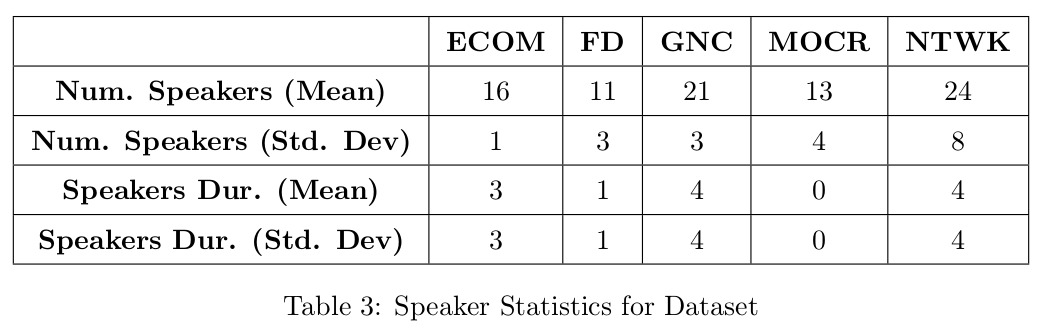 ECOM FD GNC MOCR NTWK
Num. Speakers (Mean) 16 11 21 13 24
Num. Speakers (Std. Dev) 1 3 3 4 8
Speakers Dur. (Mean) 3 1 4 0 4
Speakers Dur. (Std. Dev) 3 1 4 0 4
Table 3: Speaker Statistics for Dataset